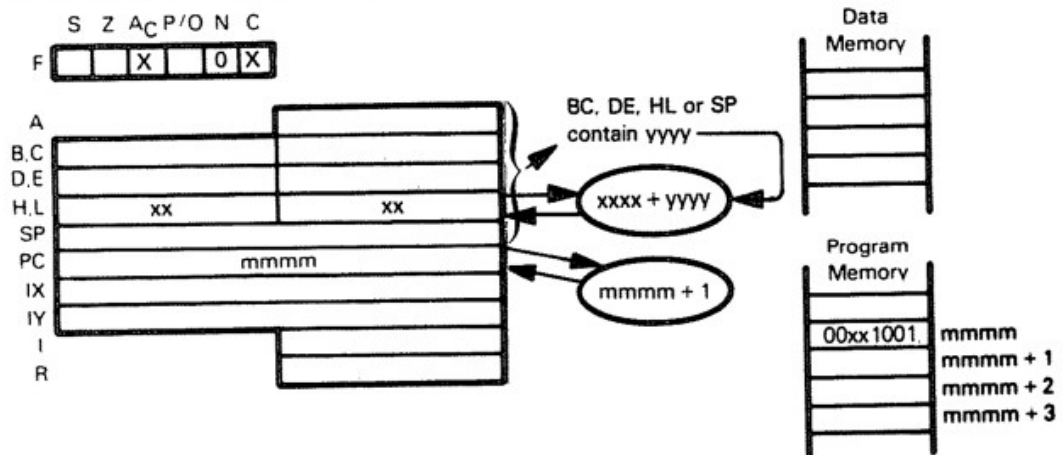 S Z AC P/O N C
F X 0 X
A
B,C
D,E
H,L xx xx
SP
PC mmmm
IX
IY
I
R
BC, DE, HL or SP
contain yyyy
xxxx + yyyy
mmmm + 1
Data
Memory
Program
Memory
00xx1001 mmmm
mmmm + 1
mmmm + 2
mmmm + 3